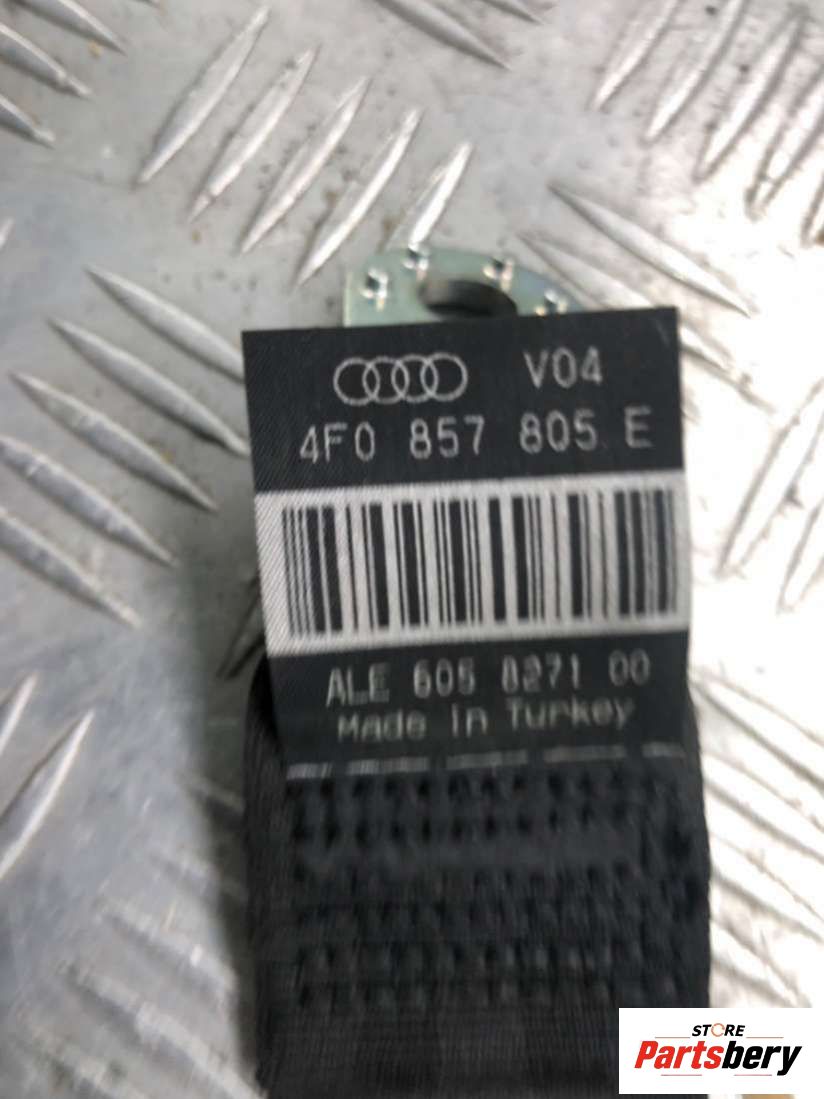 V04
4F0 857 805 E
ALE 605 8271 00
Made in Turkey
STORE
Partsbery